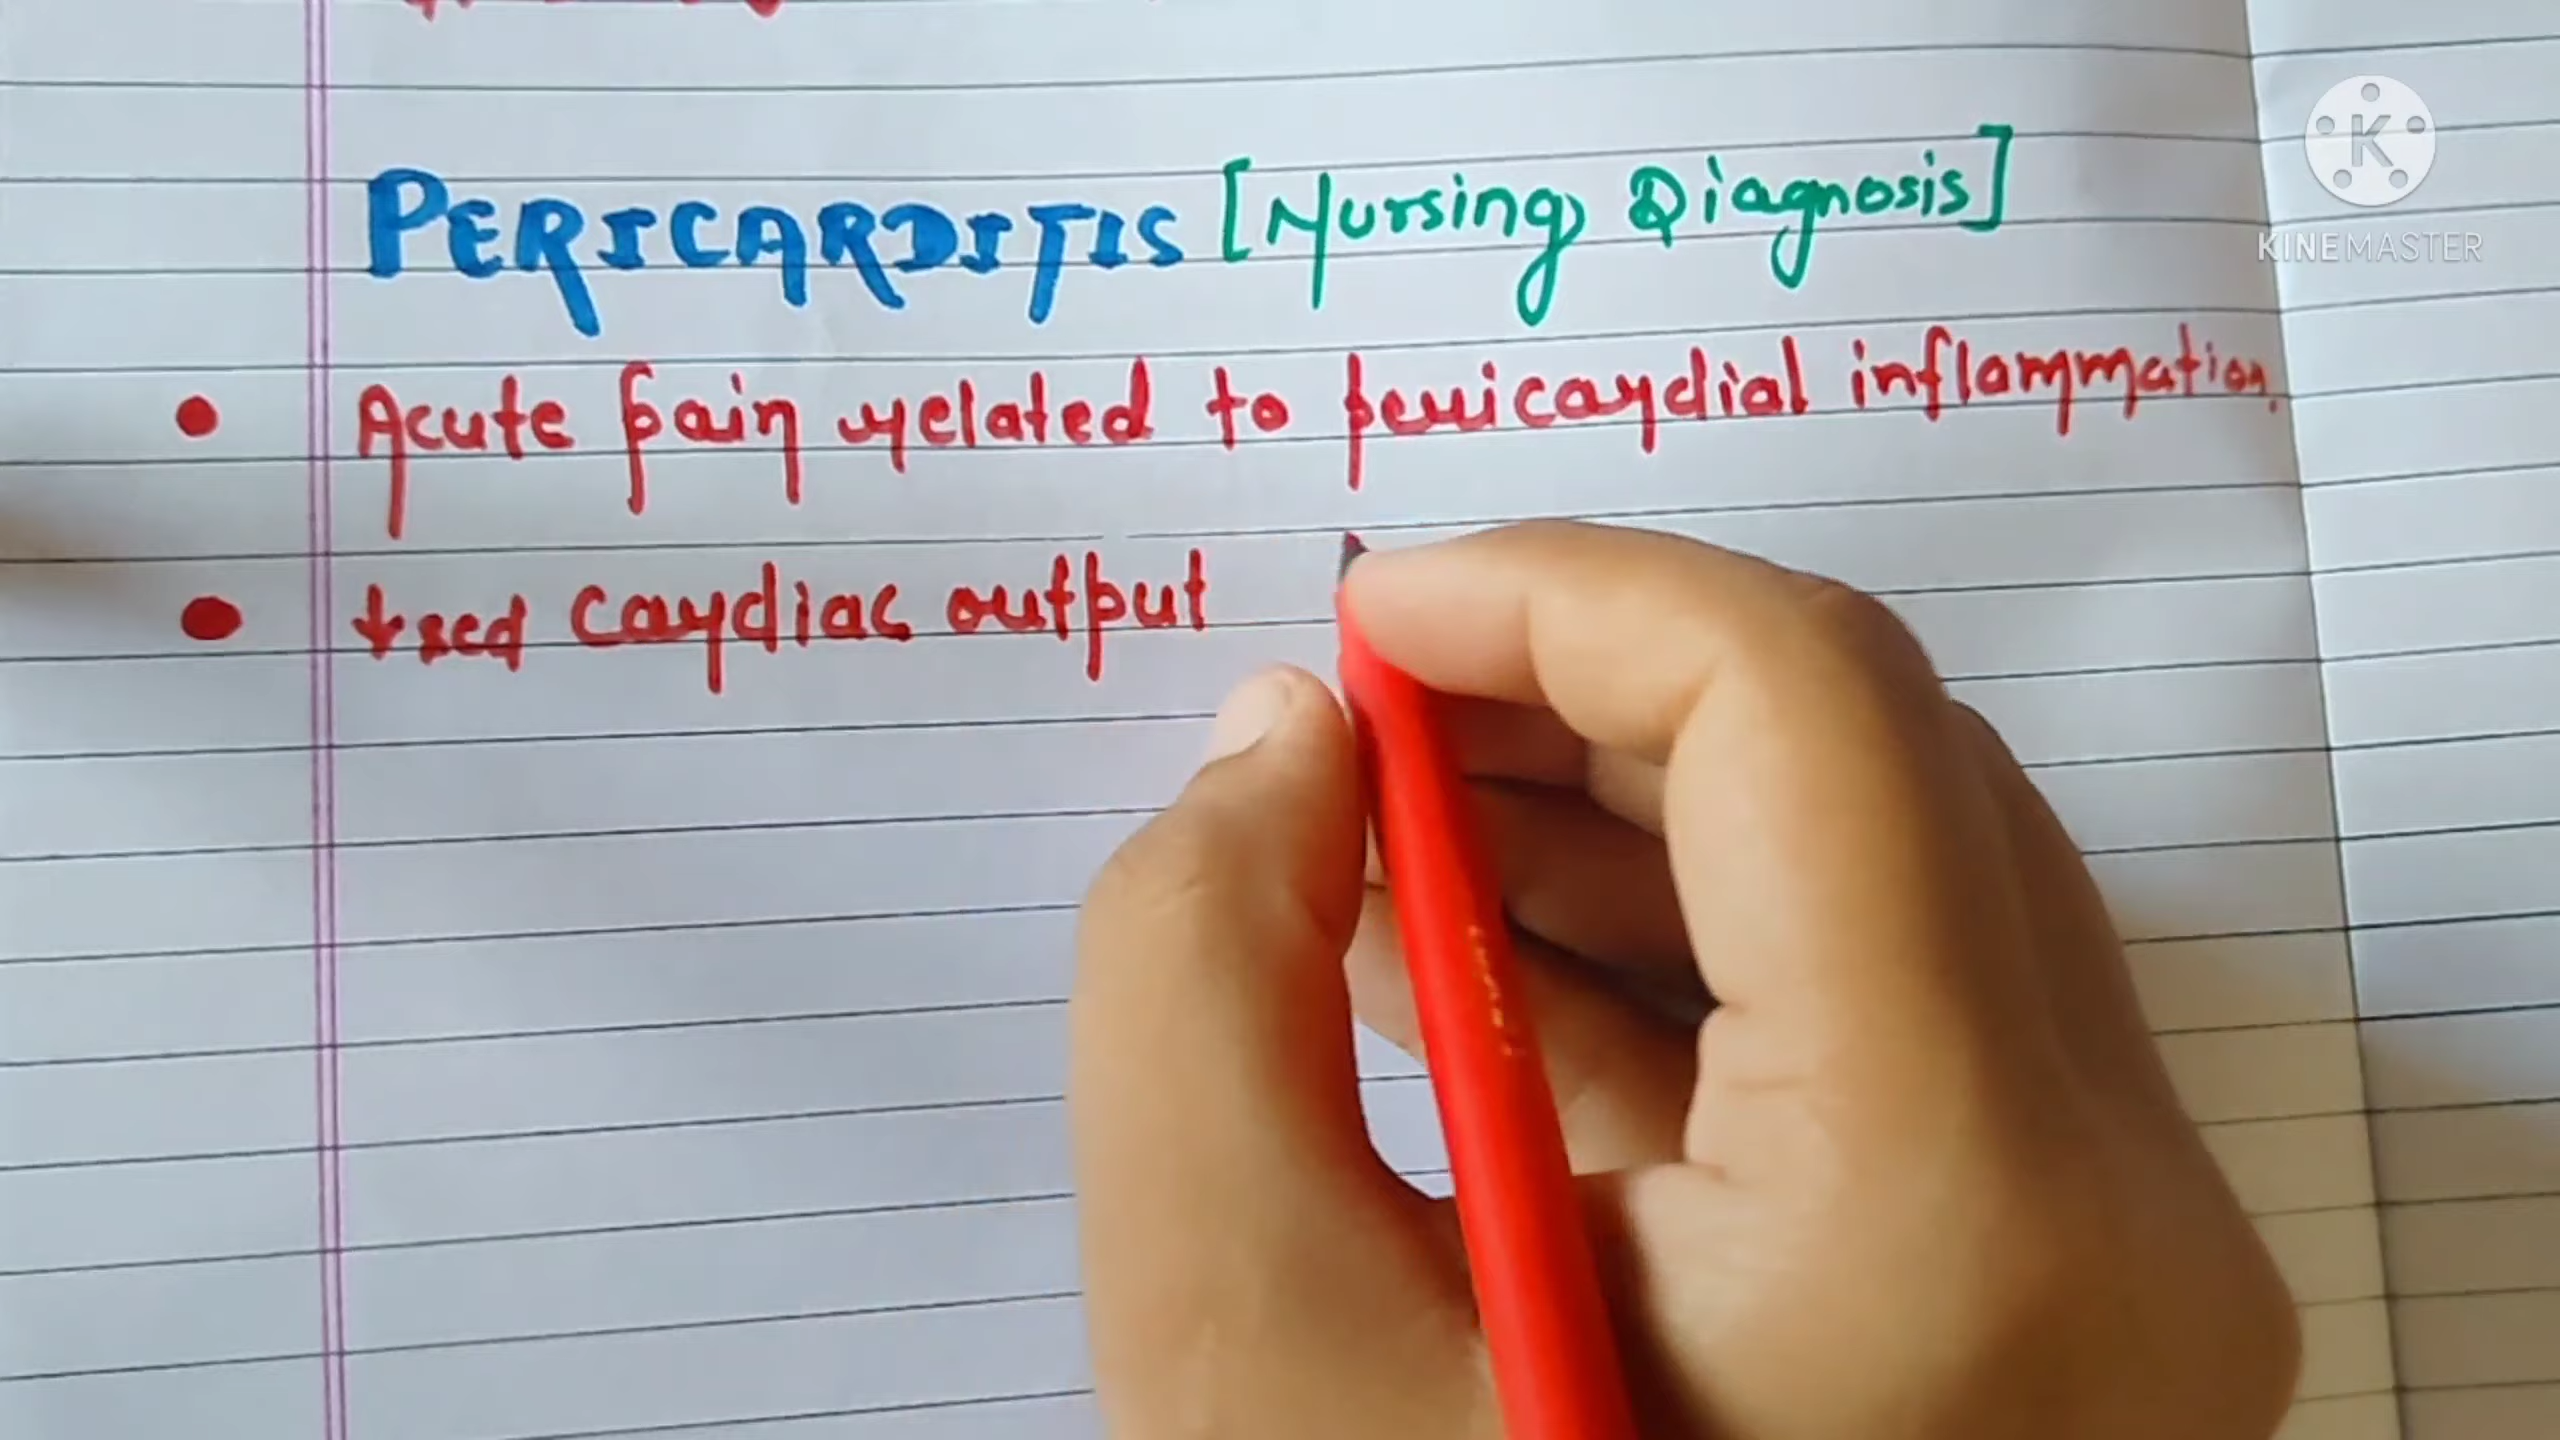 PERICARDITIS [Nursing Diagnosis]
• Acute pain related to pericardial inflammation.
• ↓sed cardiac output
K
KINEMASTER